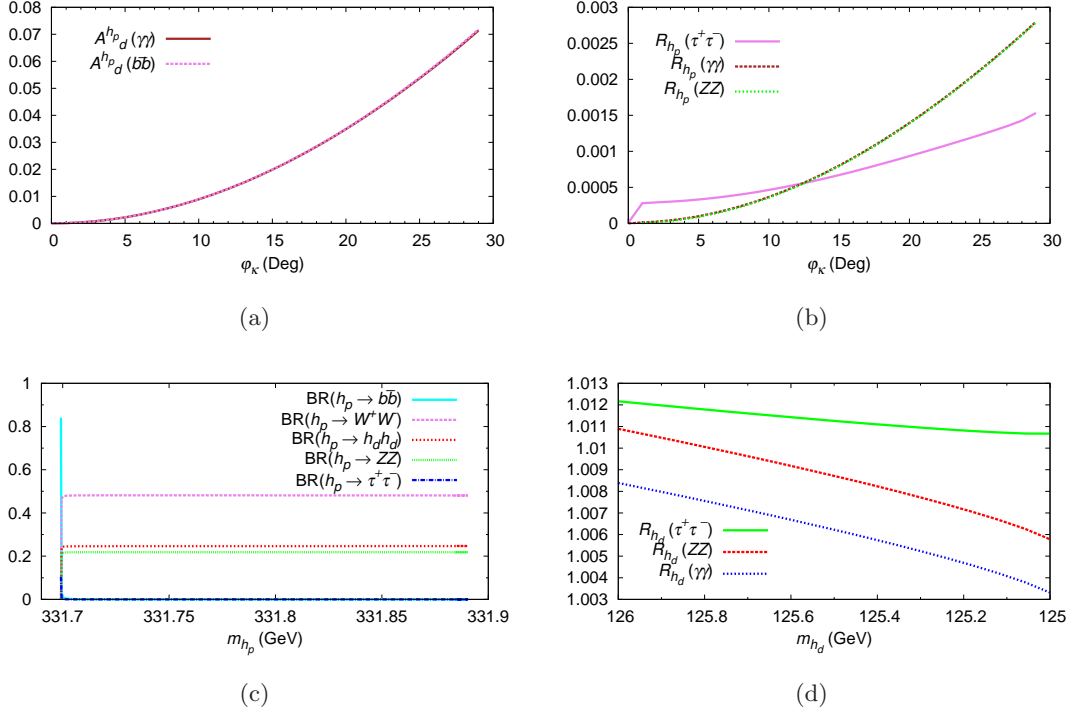 0.08
0.07
0.06
0.05
0.04
0.03
0.02
0.01
0
A^{h_p}_d (γγ)
A^{h_p}_d (bb̄)
0 5 10 15 20 25 30
φ_κ (Deg)
(a)
0.003
0.0025
0.002
0.0015
0.001
0.0005
0
R_{h_p} (τ⁺τ⁻)
R_{h_p} (γγ)
R_{h_p} (ZZ)
0 5 10 15 20 25 30
φ_κ (Deg)
(b)
1
0.8
0.6
0.4
0.2
0
BR(h_p → bb̄)
BR(h_p → W⁺W⁻)
BR(h_p → h_d h_d)
BR(h_p → ZZ)
BR(h_p → τ⁺τ⁻)
331.7 331.75 331.8 331.85 331.9
m_{h_p} (GeV)
(c)
1.013
1.012
1.011
1.01
1.009
1.008
1.007
1.006
1.005
1.004
1.003
R_{h_d} (τ⁺τ⁻)
R_{h_d} (ZZ)
R_{h_d} (γγ)
126 125.8 125.6 125.4 125.2 125
m_{h_d} (GeV)
(d)